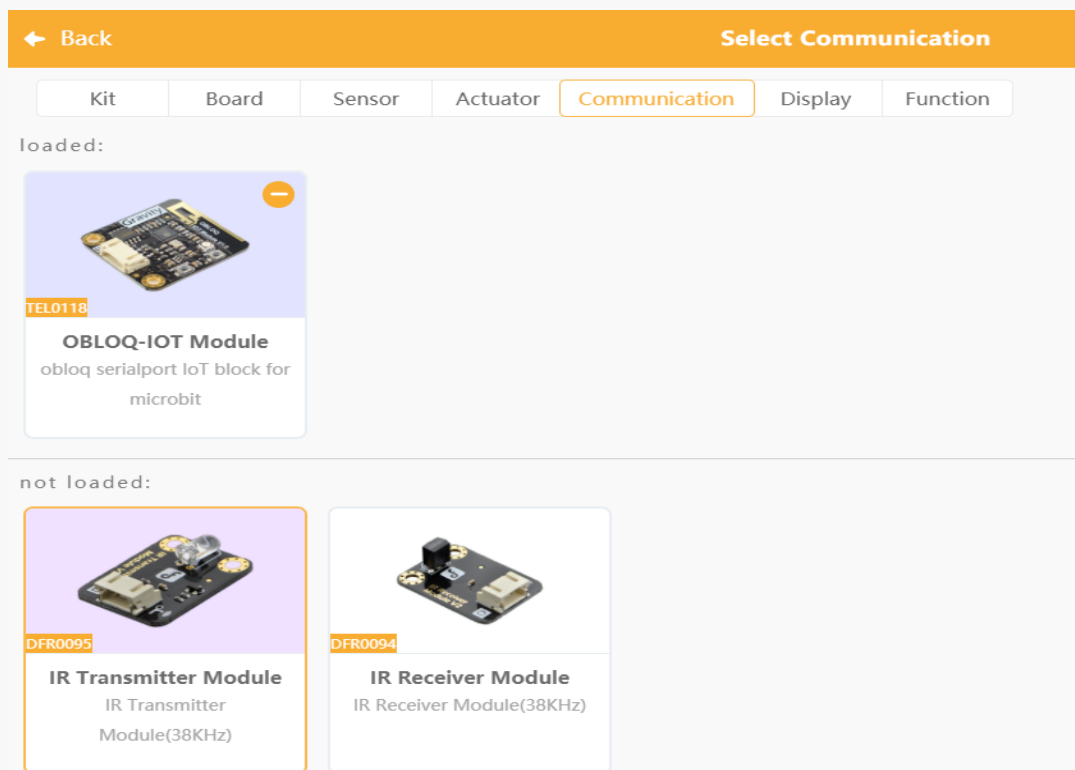 Back
Select Communication
Kit
Board
Sensor
Actuator
Communication
Display
Function
loaded:
Gravity
OBLOQ
TEL0118
OBLOQ-IOT Module
obloq serialport IoT block for
microbit
not loaded:
DFR0095
IR Transmitter Module
IR Transmitter
Module(38KHz)
DFR0094
IR Receiver Module
IR Receiver Module(38KHz)